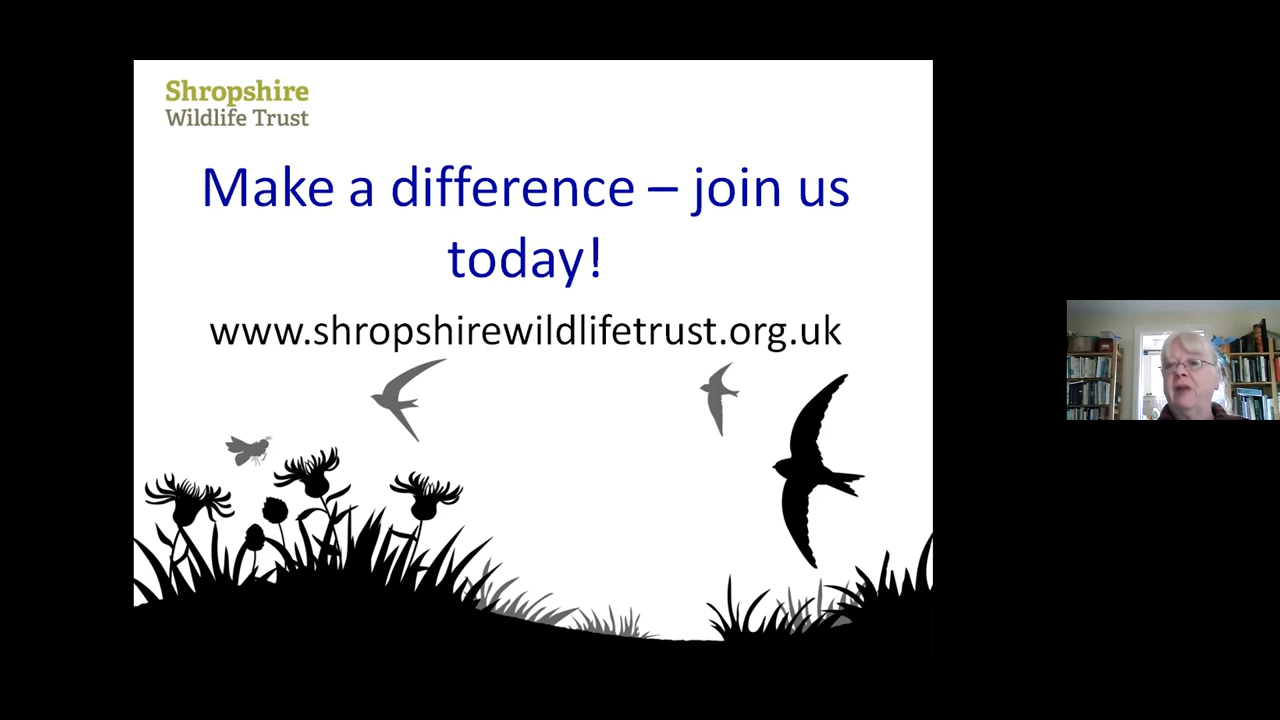 Shropshire
Wildlife Trust
Make a difference – join us
today!
www.shropshirewildlifetrust.org.uk